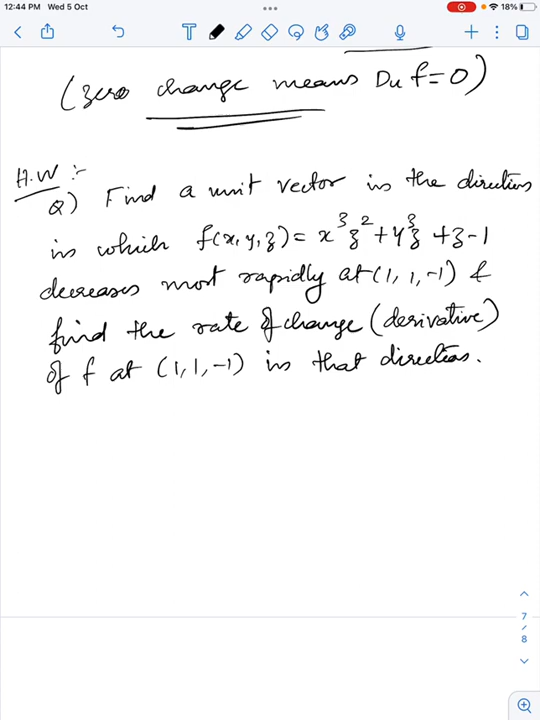 12:44 PM Wed 5 Oct 18%
(zero change means Duf=0)
H.W :-
Q) Find a unit vector in the direction
in which f(x,y,z) = x³z²+y³z+z-1
decreases most rapidly at (1, 1, -1) &
find the rate of change (derivative)
of f at (1, 1, -1) in that direction.
7
/
8